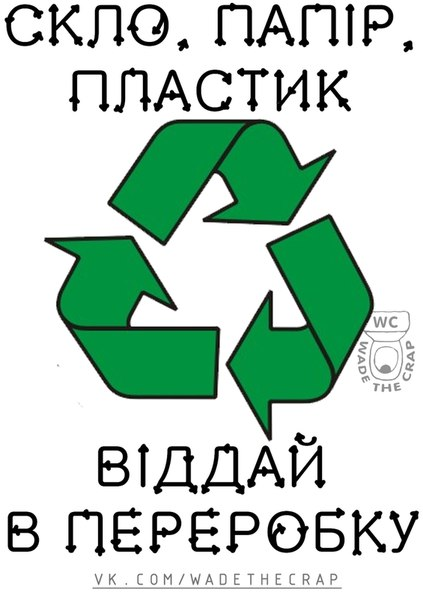 СКЛО, ПАПІР,
ПЛАСТИК
WC
WADE THE CRAP
ВІДДАЙ
В ПЕРЕРОБКУ
VK.COM/WADETHECRAP